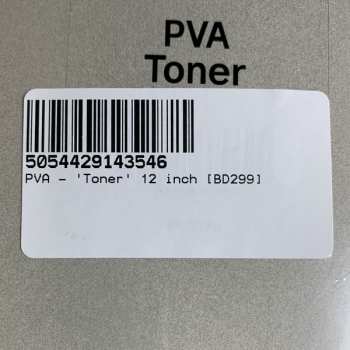 PVA
Toner
5054429143546
PVA - 'Toner' 12 inch [BD299]